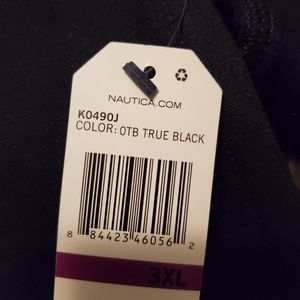 NAUTICA.COM
K0490J
COLOR: 0TB TRUE BLACK
8 84423 46056 2
3XL